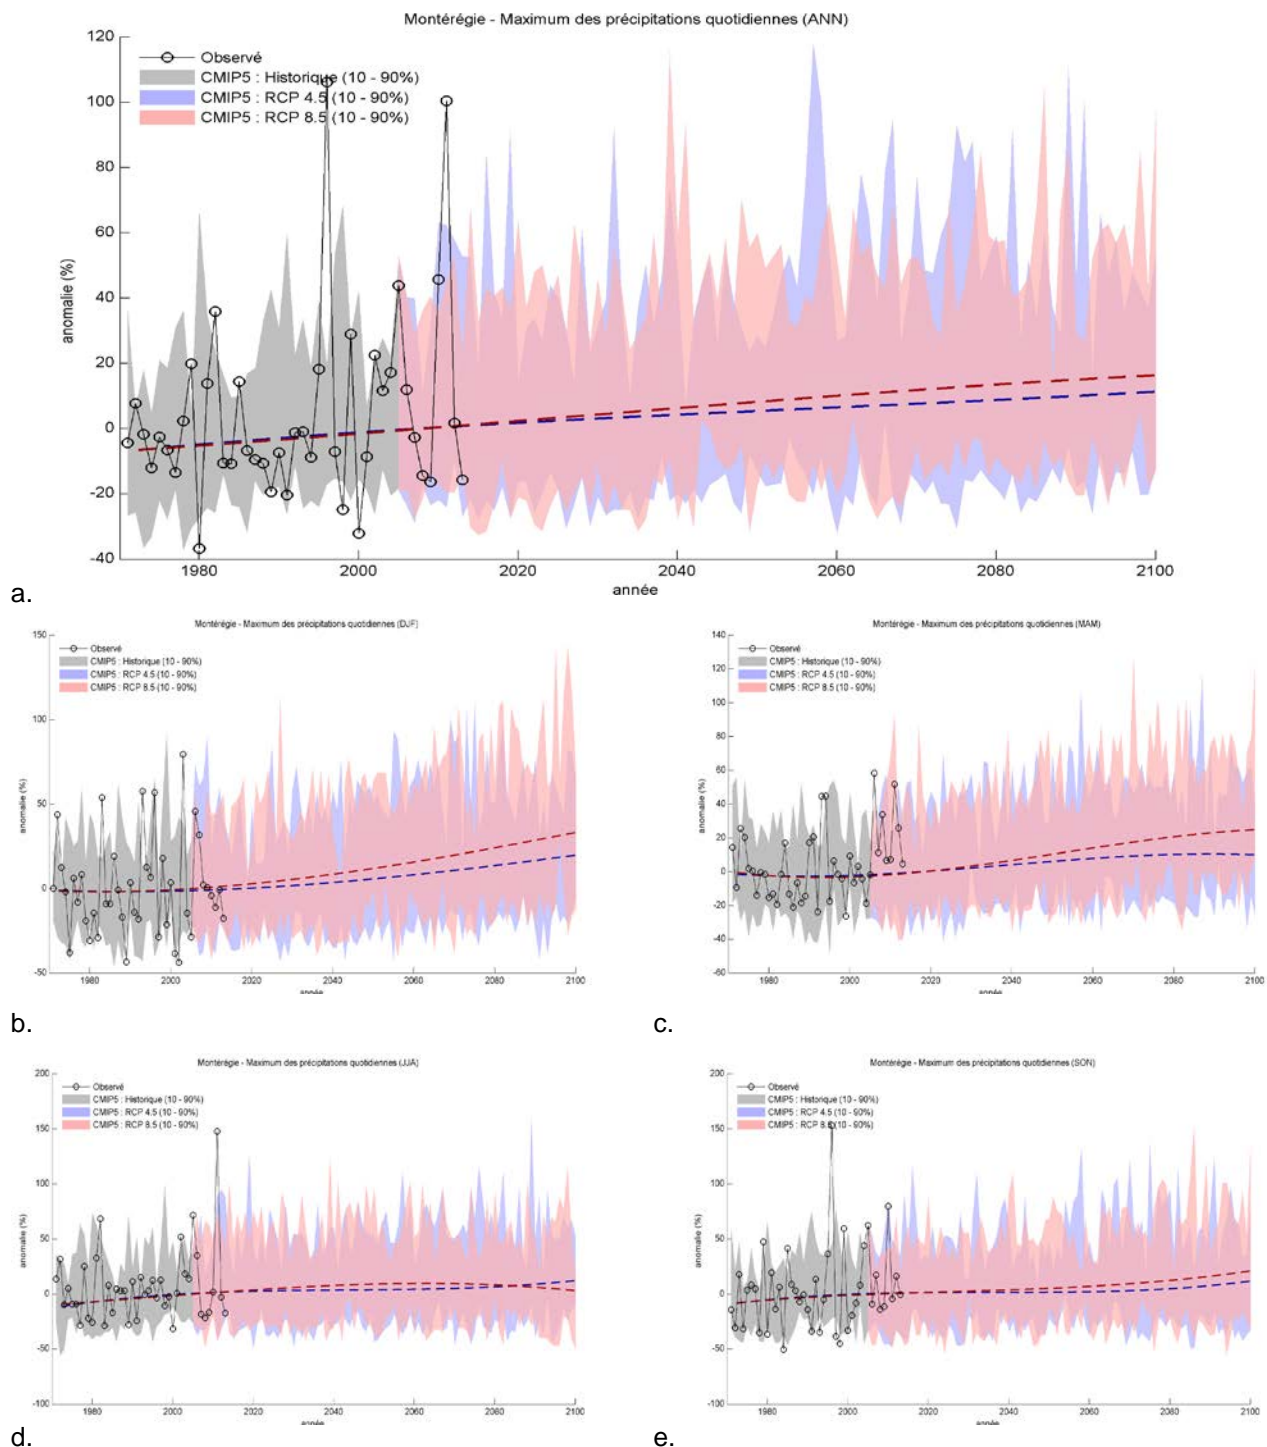 Montérégie - Maximum des précipitations quotidiennes (ANN)
120
100
80
60
40
20
0
-20
-40
anomalie (%)
Observé
CMIP5 : Historique (10 - 90%)
CMIP5 : RCP 4.5 (10 - 90%)
CMIP5 : RCP 8.5 (10 - 90%)
1980 2000 2020 2040 2060 2080 2100
année
a.
Montérégie - Maximum des précipitations quotidiennes (DJF)
150
100
50
0
-50
anomalie (%)
Observé
CMIP5 : Historique (10 - 90%)
CMIP5 : RCP 4.5 (10 - 90%)
CMIP5 : RCP 8.5 (10 - 90%)
1980 2000 2020 2040 2060 2080 2100
année
b.
Montérégie - Maximum des précipitations quotidiennes (MAM)
140
120
100
80
60
40
20
0
-20
-40
-60
anomalie (%)
Observé
CMIP5 : Historique (10 - 90%)
CMIP5 : RCP 4.5 (10 - 90%)
CMIP5 : RCP 8.5 (10 - 90%)
1980 2000 2020 2040 2060 2080 2100
année
c.
Montérégie - Maximum des précipitations quotidiennes (JJA)
200
150
100
50
0
-50
-100
anomalie (%)
Observé
CMIP5 : Historique (10 - 90%)
CMIP5 : RCP 4.5 (10 - 90%)
CMIP5 : RCP 8.5 (10 - 90%)
1980 2000 2020 2040 2060 2080 2100
année
d.
Montérégie - Maximum des précipitations quotidiennes (SON)
200
150
100
50
0
-50
-100
anomalie (%)
Observé
CMIP5 : Historique (10 - 90%)
CMIP5 : RCP 4.5 (10 - 90%)
CMIP5 : RCP 8.5 (10 - 90%)
1980 2000 2020 2040 2060 2080 2100
année
e.